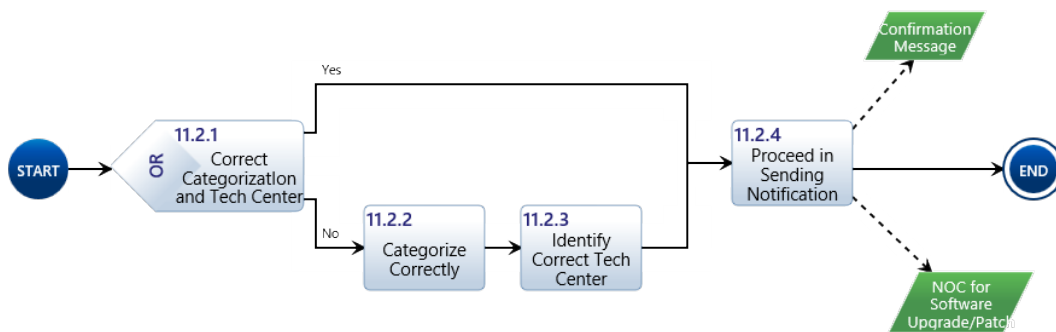 Confirmation
Message
Yes
11.2.1
OR
Correct
Categorization
and Tech Center
START
11.2.4
Proceed in
Sending
Notification
END
No
11.2.2
Categorize
Correctly
11.2.3
Identify
Correct Tech
Center
NOC for
Software
Upgrade/Patch